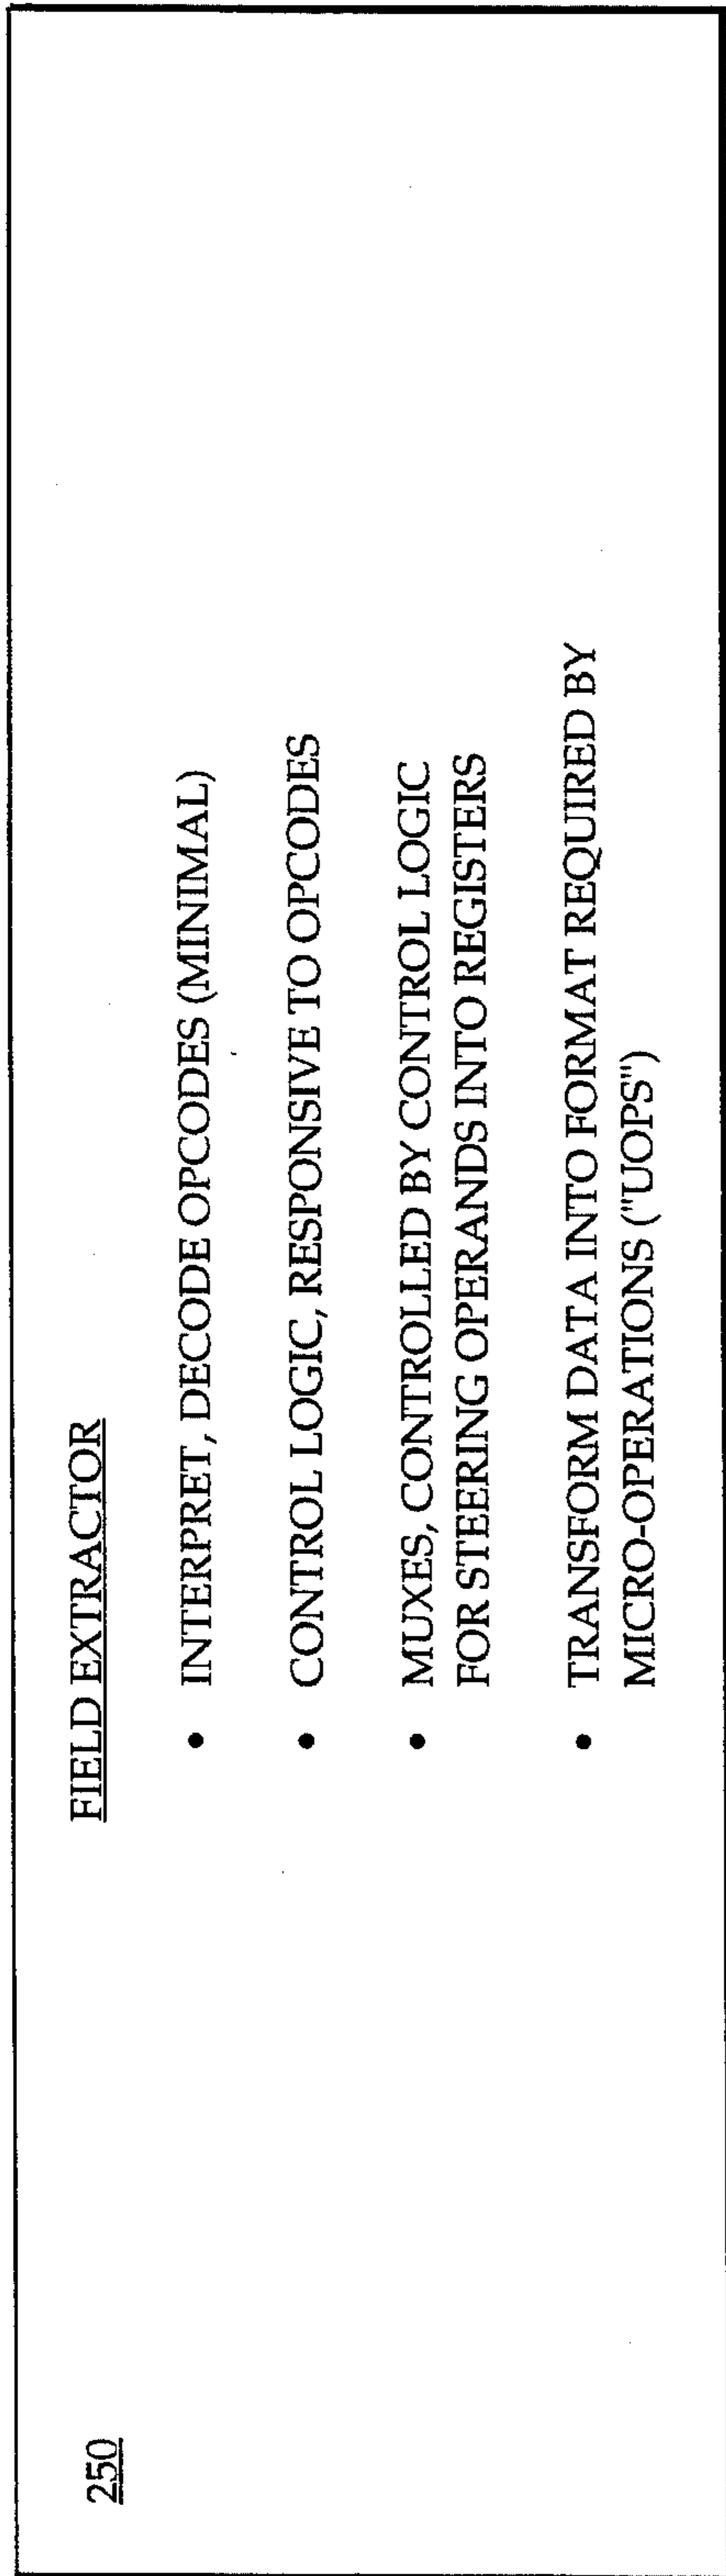 250
FIELD EXTRACTOR
• INTERPRET, DECODE OPCODES (MINIMAL)
• CONTROL LOGIC, RESPONSIVE TO OPCODES
• MUXES, CONTROLLED BY CONTROL LOGIC
FOR STEERING OPERANDS INTO REGISTERS
• TRANSFORM DATA INTO FORMAT REQUIRED BY
MICRO-OPERATIONS ("UOPS")